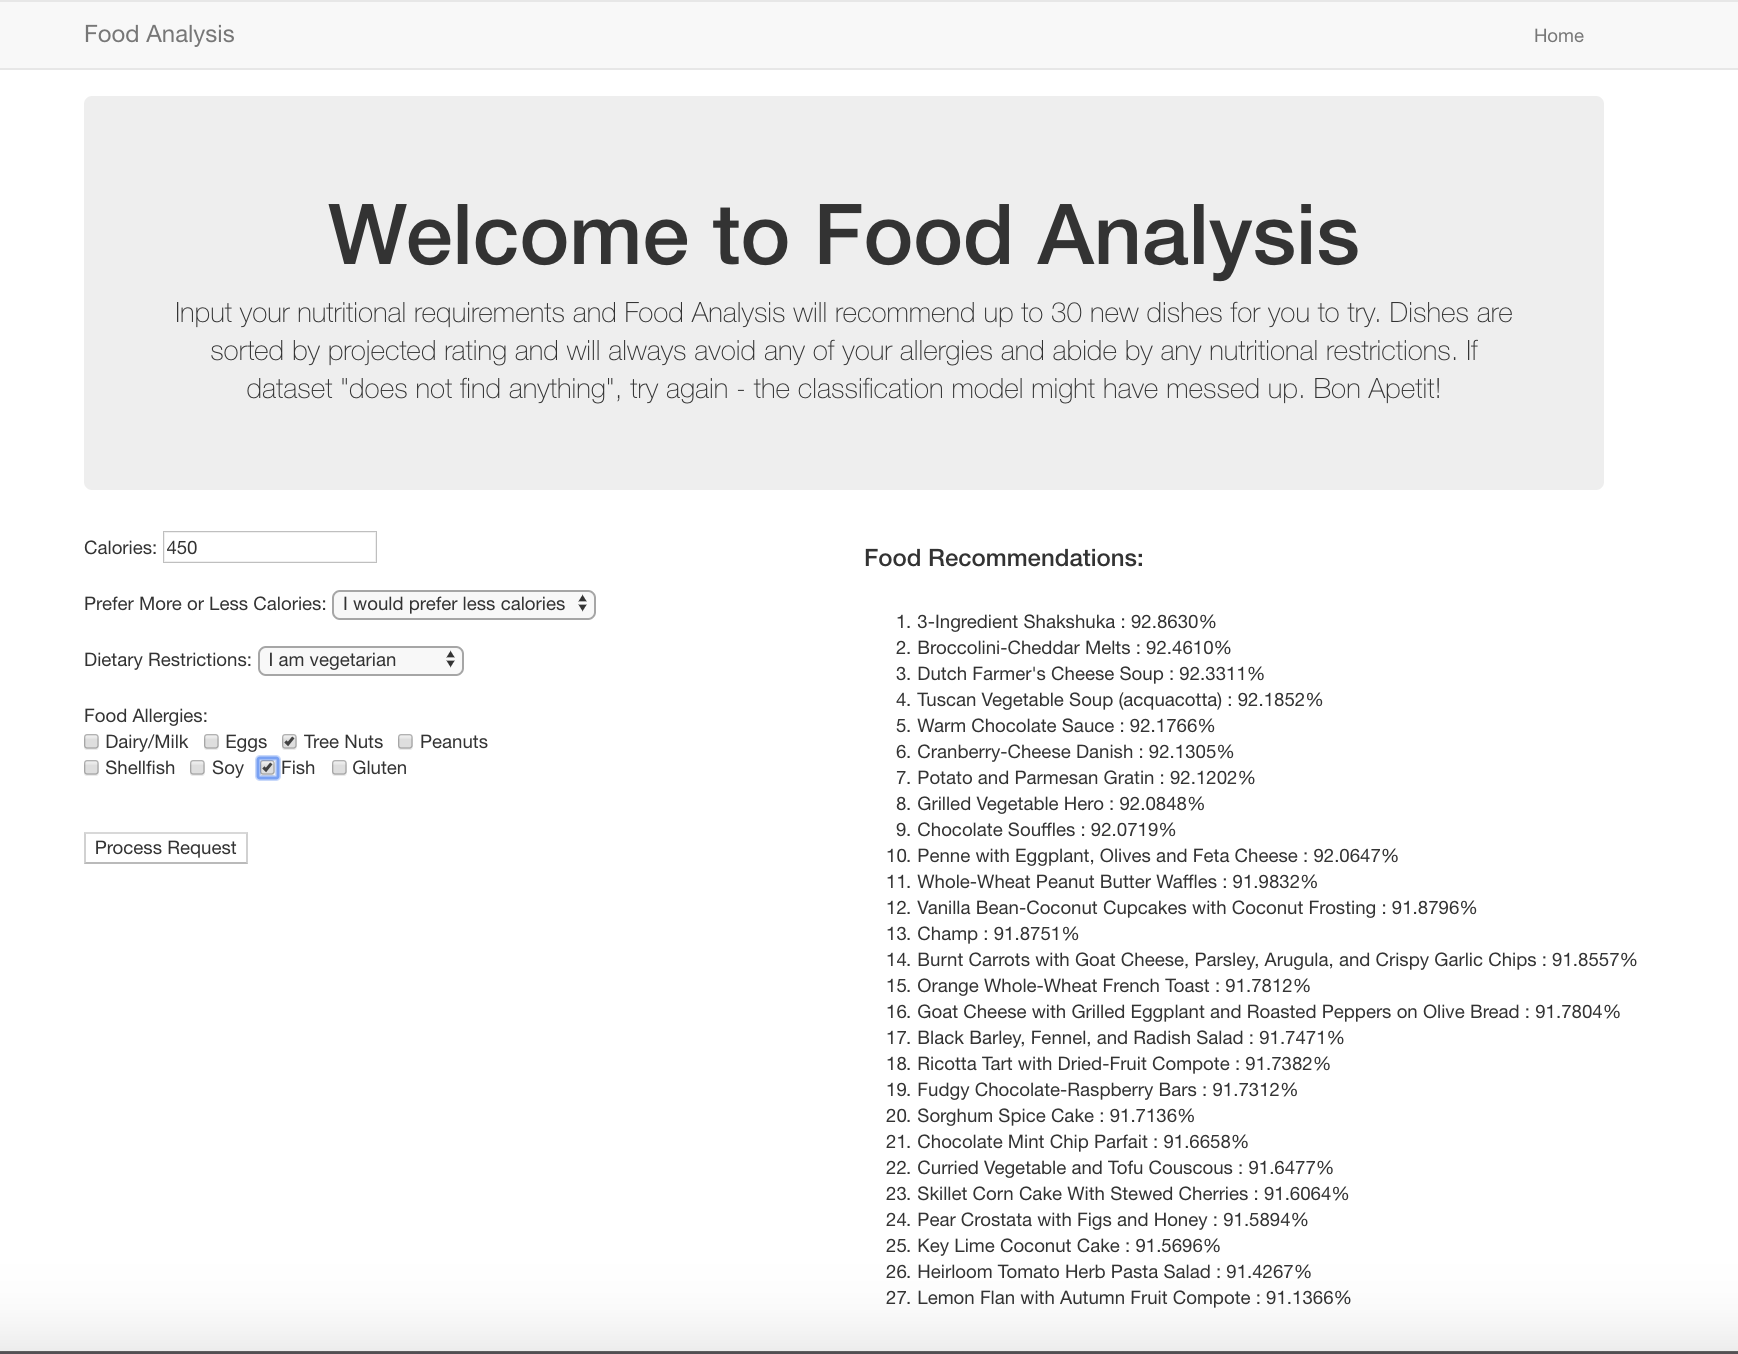 Food Analysis
Home
Welcome to Food Analysis
Input your nutritional requirements and Food Analysis will recommend up to 30 new dishes for you to try. Dishes are
sorted by projected rating and will always avoid any of your allergies and abide by any nutritional restrictions. If
dataset "does not find anything", try again - the classification model might have messed up. Bon Apetit!
Calories: 450
Prefer More or Less Calories: I would prefer less calories
Dietary Restrictions: I am vegetarian
Food Allergies:
Dairy/Milk Eggs Tree Nuts Peanuts
Shellfish Soy Fish Gluten
Process Request
Food Recommendations:
1. 3-Ingredient Shakshuka : 92.8630%
2. Broccolini-Cheddar Melts : 92.4610%
3. Dutch Farmer's Cheese Soup : 92.3311%
4. Tuscan Vegetable Soup (acquacotta) : 92.1852%
5. Warm Chocolate Sauce : 92.1766%
6. Cranberry-Cheese Danish : 92.1305%
7. Potato and Parmesan Gratin : 92.1202%
8. Grilled Vegetable Hero : 92.0848%
9. Chocolate Souffles : 92.0719%
10. Penne with Eggplant, Olives and Feta Cheese : 92.0647%
11. Whole-Wheat Peanut Butter Waffles : 91.9832%
12. Vanilla Bean-Coconut Cupcakes with Coconut Frosting : 91.8796%
13. Champ : 91.8751%
14. Burnt Carrots with Goat Cheese, Parsley, Arugula, and Crispy Garlic Chips : 91.8557%
15. Orange Whole-Wheat French Toast : 91.7812%
16. Goat Cheese with Grilled Eggplant and Roasted Peppers on Olive Bread : 91.7804%
17. Black Barley, Fennel, and Radish Salad : 91.7471%
18. Ricotta Tart with Dried-Fruit Compote : 91.7382%
19. Fudgy Chocolate-Raspberry Bars : 91.7312%
20. Sorghum Spice Cake : 91.7136%
21. Chocolate Mint Chip Parfait : 91.6658%
22. Curried Vegetable and Tofu Couscous : 91.6477%
23. Skillet Corn Cake With Stewed Cherries : 91.6064%
24. Pear Crostata with Figs and Honey : 91.5894%
25. Key Lime Coconut Cake : 91.5696%
26. Heirloom Tomato Herb Pasta Salad : 91.4267%
27. Lemon Flan with Autumn Fruit Compote : 91.1366%